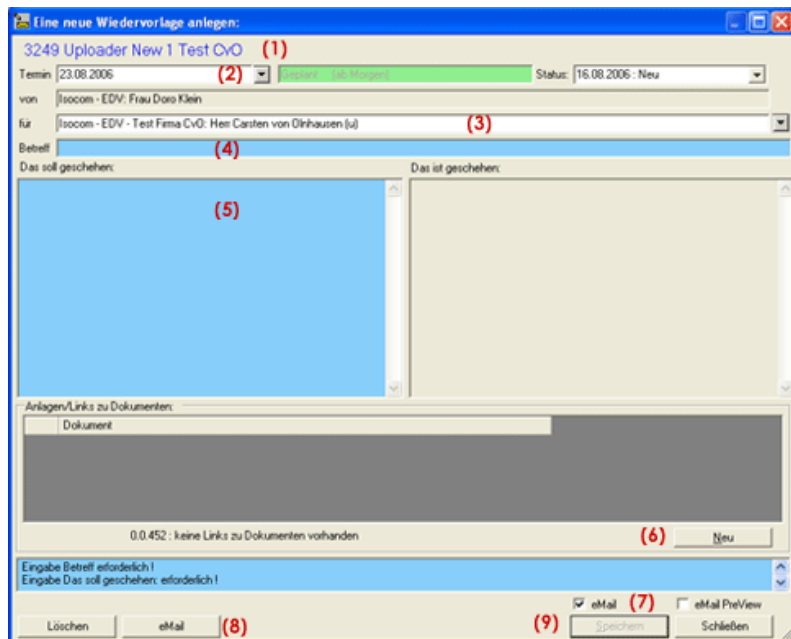 Eine neue Wiedervorlage anlegen:
3249 Uploader New 1 Test CvO (1)
Termin 23.08.2006 (2) Geplant (ab Morgen) Status: 16.08.2006 : Neu
von Isocom - EDV: Frau Doro Klein
für Isocom - EDV - Test Firma CvO: Herr Carsten von Olnhausen (u) (3)
Betreff (4)
Das soll geschehen: Das ist geschehen:
(5)
Anlagen/Links zu Dokumenten:
Dokument
0.0.452 : keine Links zu Dokumenten vorhanden (6) Neu
Eingabe Betreff erforderlich !
Eingabe Das soll geschehen: erforderlich !
eMail (7) eMail PreView
Löschen eMail (8) (9) Speichern Schließen